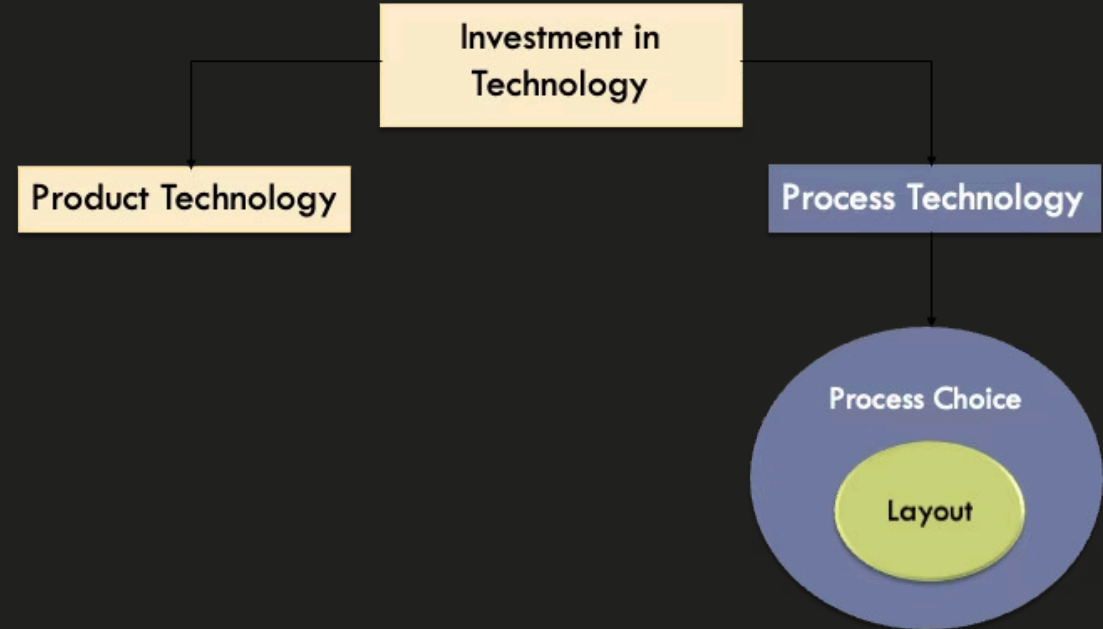 Investment in
Technology
Product Technology
Process Technology
Process Choice
Layout